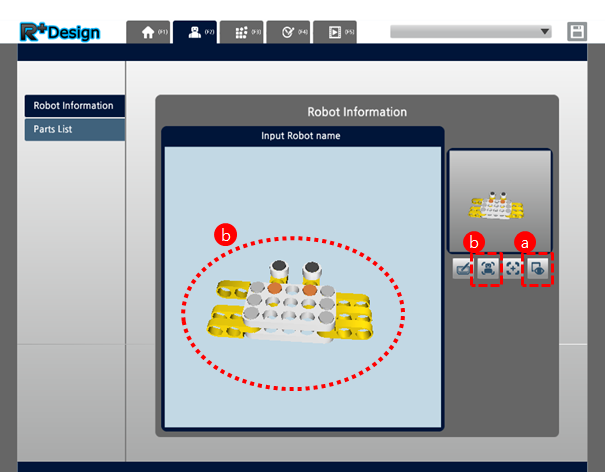 R+Design
(F1)
(F2)
(F3)
(F4)
(F5)
Robot Information
Parts List
Robot Information
Input Robot name
b
b
a